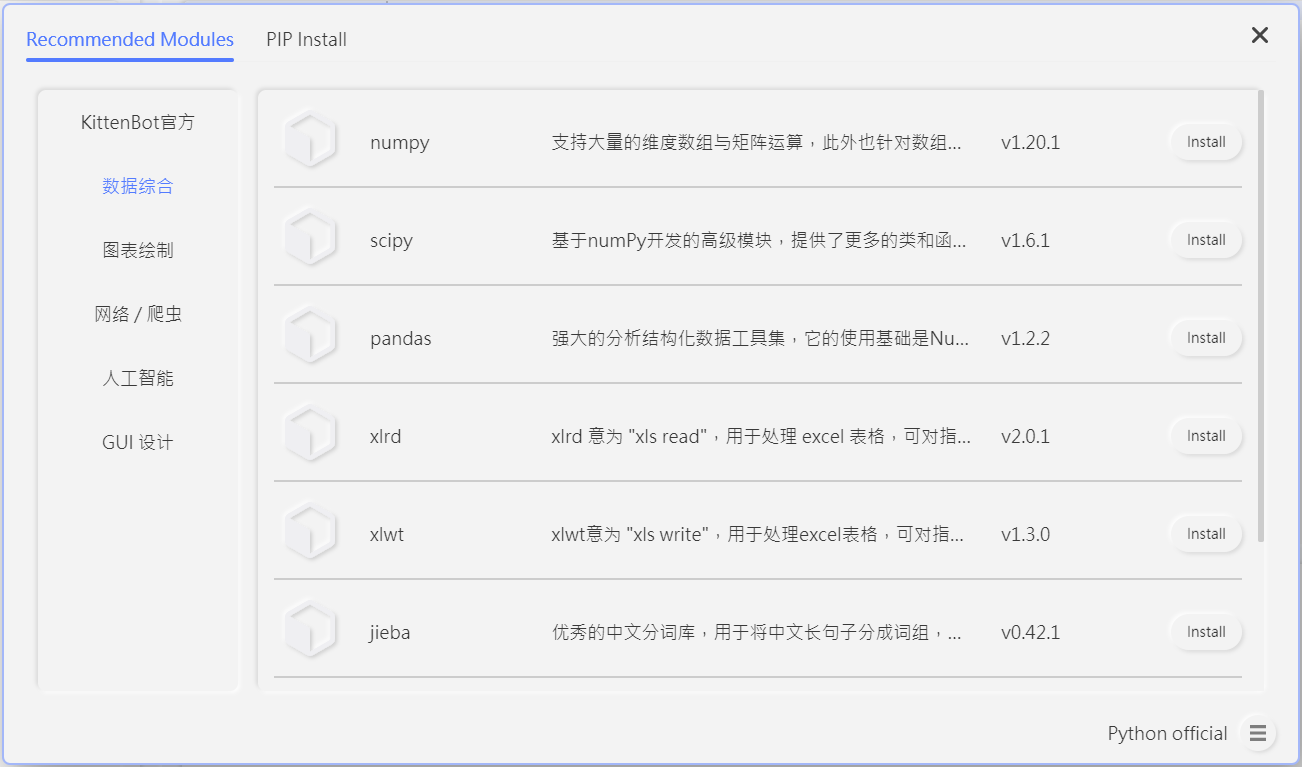 Recommended Modules PIP Install
KittenBot官方
数据综合
图表绘制
网络 / 爬虫
人工智能
GUI 设计
numpy 支持大量的维度数组与矩阵运算，此外也针对数组... v1.20.1 Install
scipy 基于numPy开发的高级模块，提供了更多的类和函... v1.6.1 Install
pandas 强大的分析结构化数据工具集，它的使用基础是Nu... v1.2.2 Install
xlrd xlrd 意为 "xls read"，用于处理 excel 表格，可对指... v2.0.1 Install
xlwt xlwt意为 "xls write"，用于处理excel表格，可对指... v1.3.0 Install
jieba 优秀的中文分词库，用于将中文长句子分成词组，... v0.42.1 Install
Python official